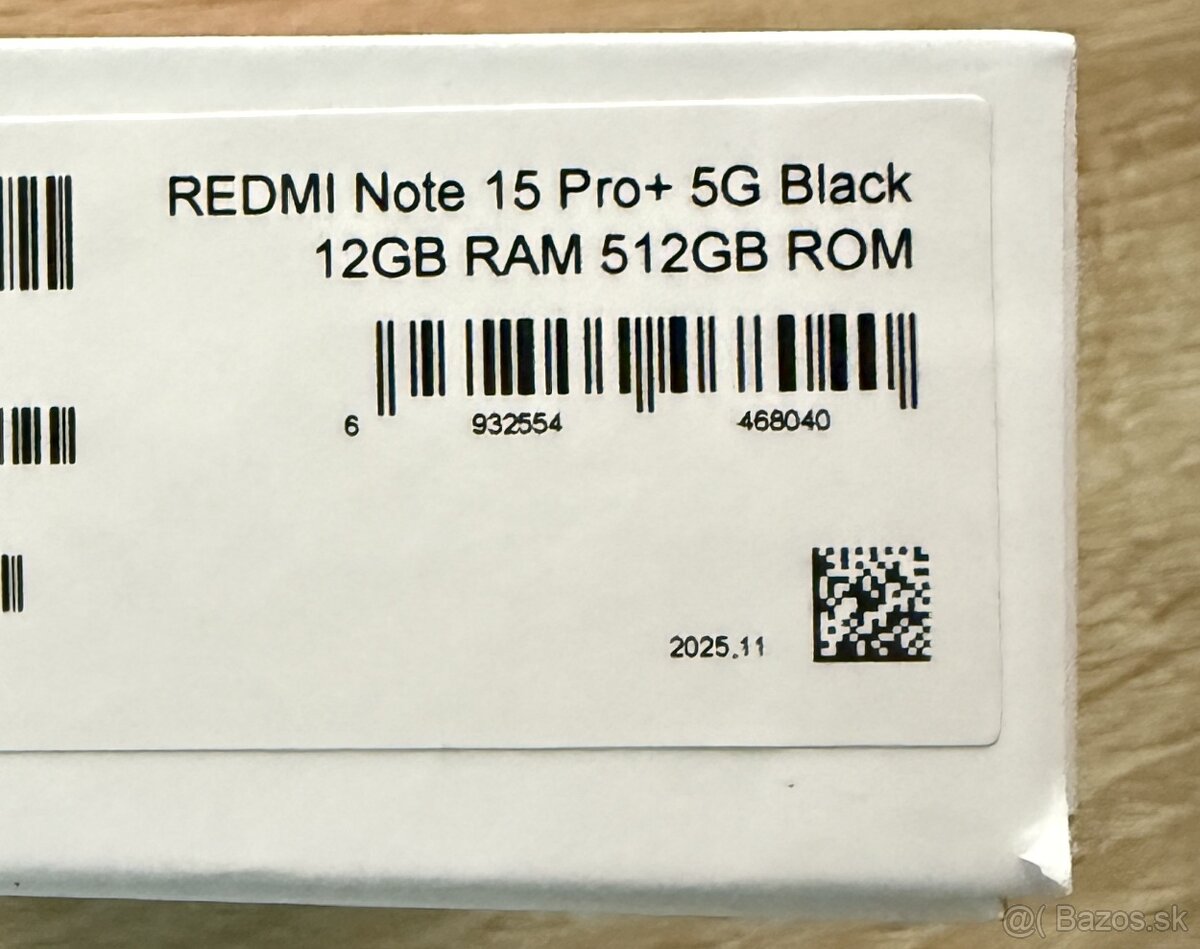 REDMI Note 15 Pro+ 5G Black
12GB RAM 512GB ROM
6 932554 468040
2025.11
@( Bazos.sk